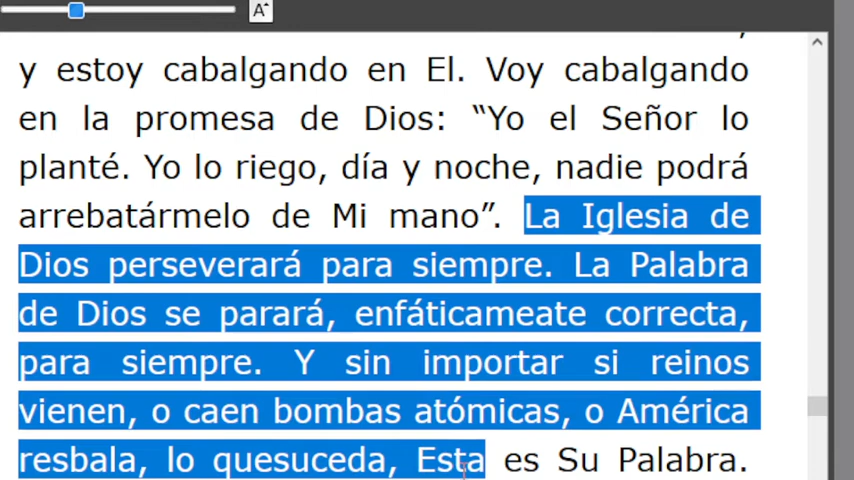 A
y estoy cabalgando en El. Voy cabalgando
en la promesa de Dios: “Yo el Señor lo
planté. Yo lo riego, día y noche, nadie podrá
arrebatármelo de Mi mano”. La Iglesia de
Dios perseverará para siempre. La Palabra
de Dios se parará, enfáticameate correcta,
para siempre. Y sin importar si reinos
vienen, o caen bombas atómicas, o América
resbala, lo quesuceda, Esta es Su Palabra.